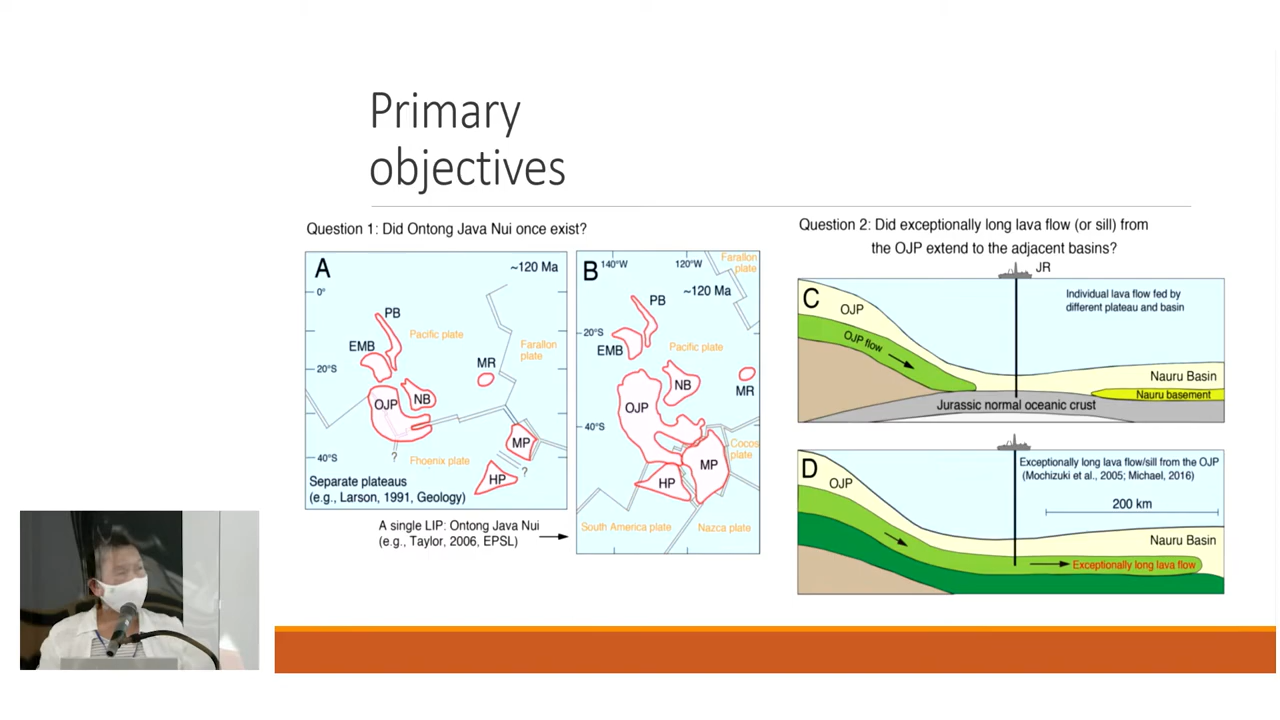 Primary
objectives
Question 1: Did Ontong Java Nui once exist?
A
~120 Ma
0°
20°S
40°S
PB
Pacific plate
Farallon
plate
EMB
MR
OJP
NB
MP
HP
?
?
Fhoenix plate
Separate plateaus
(e.g., Larson, 1991, Geology)
A single LIP: Ontong Java Nui
(e.g., Taylor, 2006, EPSL)
B
140°W
120°W
Farallon
plate
~120 Ma
PB
20°S
EMB
Pacific plate
NB
MR
OJP
40°S
Cocos
plate
MP
HP
South America plate
Nazca plate
Question 2: Did exceptionally long lava flow (or sill) from
the OJP extend to the adjacent basins?
JR
C
OJP
Individual lava flow fed by
different plateau and basin
OJP flow
Nauru Basin
Nauru basement
Jurassic normal oceanic crust
D
OJP
Exceptionally long lava flow/sill from the OJP
(Mochizuki et al., 2005; Michael, 2016)
200 km
Nauru Basin
Exceptionally long lava flow